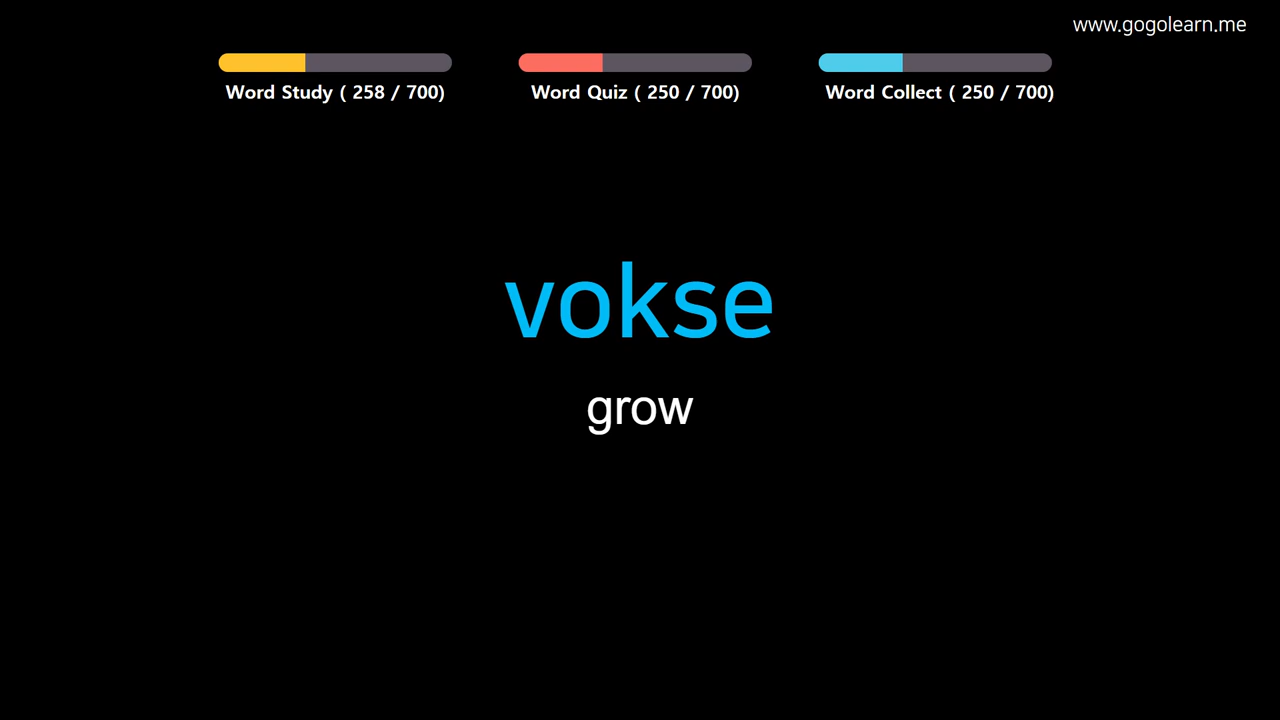 www.gogolearn.me
Word Study ( 258 / 700)
Word Quiz ( 250 / 700)
Word Collect ( 250 / 700)
vokse
grow